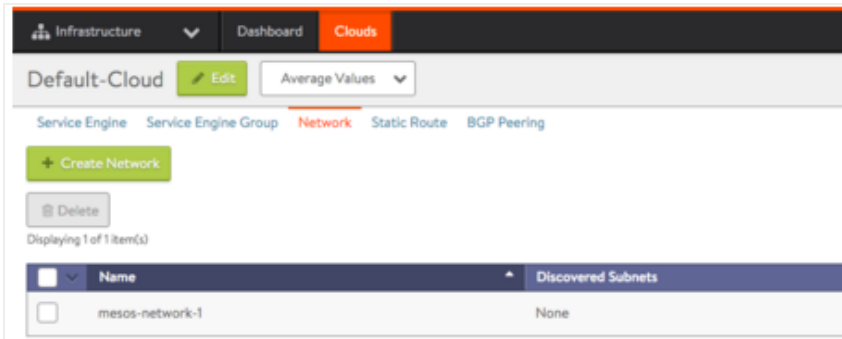 Infrastructure Dashboard Clouds
Default-Cloud Edit Average Values
Service Engine Service Engine Group Network Static Route BGP Peering
+ Create Network
Delete
Displaying 1 of 1 item(s)
Name Discovered Subnets
mesos-network-1 None